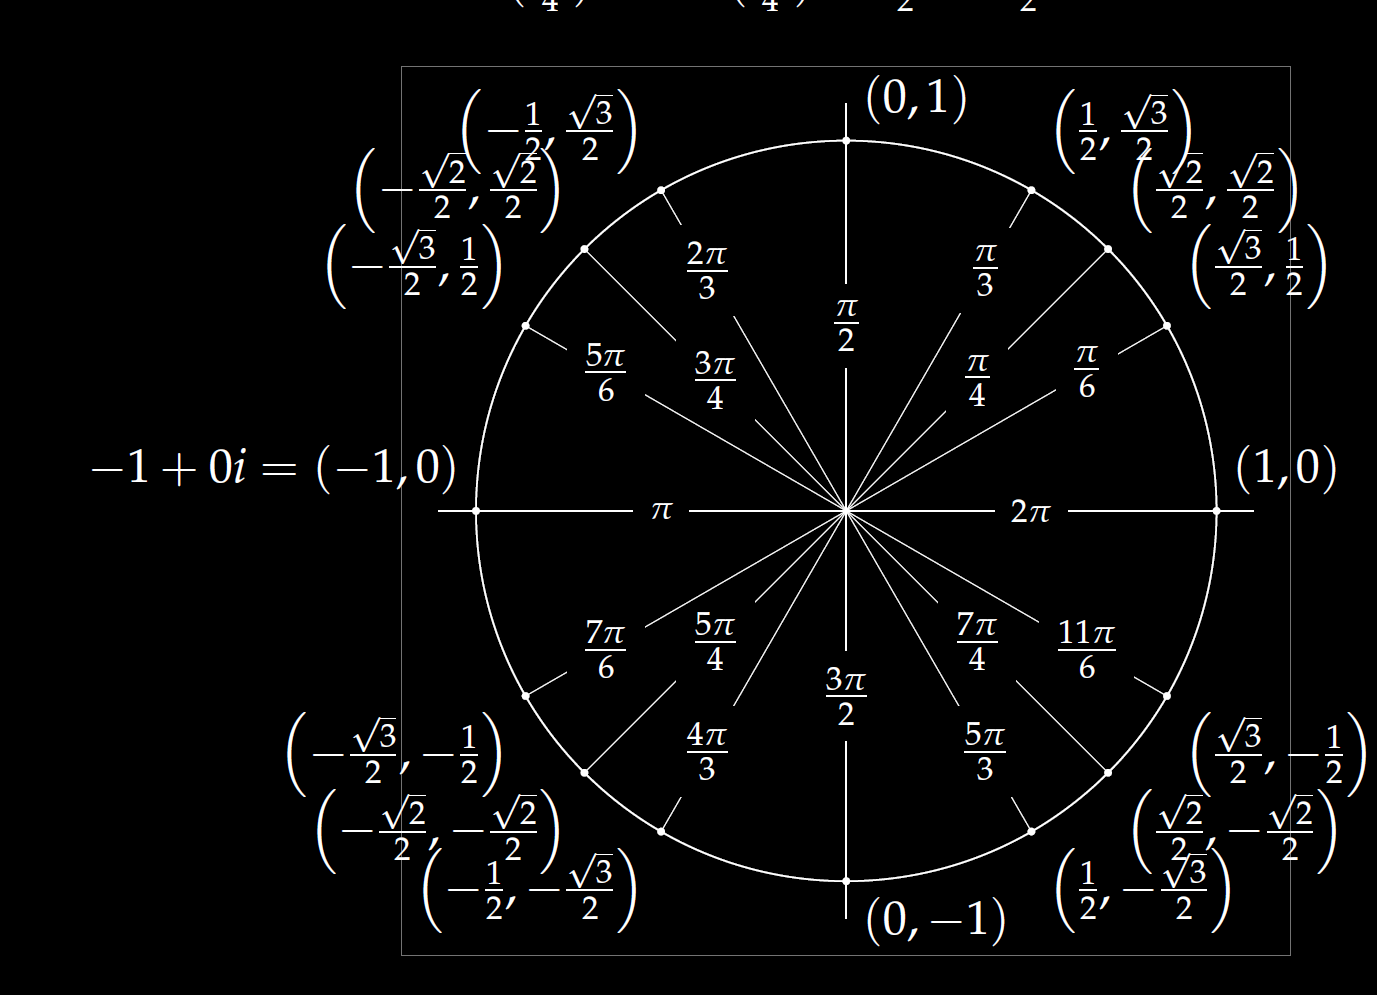 (0, 1)
(−1/2, √3/2)
(1/2, √3/2)
(−√2/2, √2/2)
(√2/2, √2/2)
(−√3/2, 1/2)
(√3/2, 1/2)
2π/3
π/3
π/2
5π/6
3π/4
π/4
π/6
−1 + 0i = (−1, 0)
(1, 0)
π
2π
7π/6
5π/4
7π/4
11π/6
3π/2
4π/3
5π/3
(−√3/2, −1/2)
(√3/2, −1/2)
(−√2/2, −√2/2)
(√2/2, −√2/2)
(−1/2, −√3/2)
(1/2, −√3/2)
(0, −1)